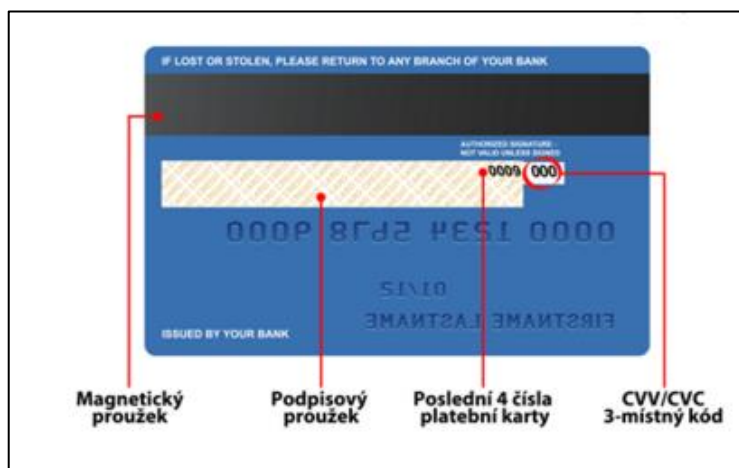 IF LOST OR STOLEN, PLEASE RETURN TO ANY BRANCH OF YOUR BANK
AUTHORIZED SIGNATURE -
NOT VALID UNLESS SIGNED
0009 000
0000 1234 5678 9000
01/12
FIRSTNAME LASTNAME
ISSUED BY YOUR BANK
Magnetický
proužek
Podpisový
proužek
Poslední 4 čísla
platební karty
CVV/CVC
3-místný kód